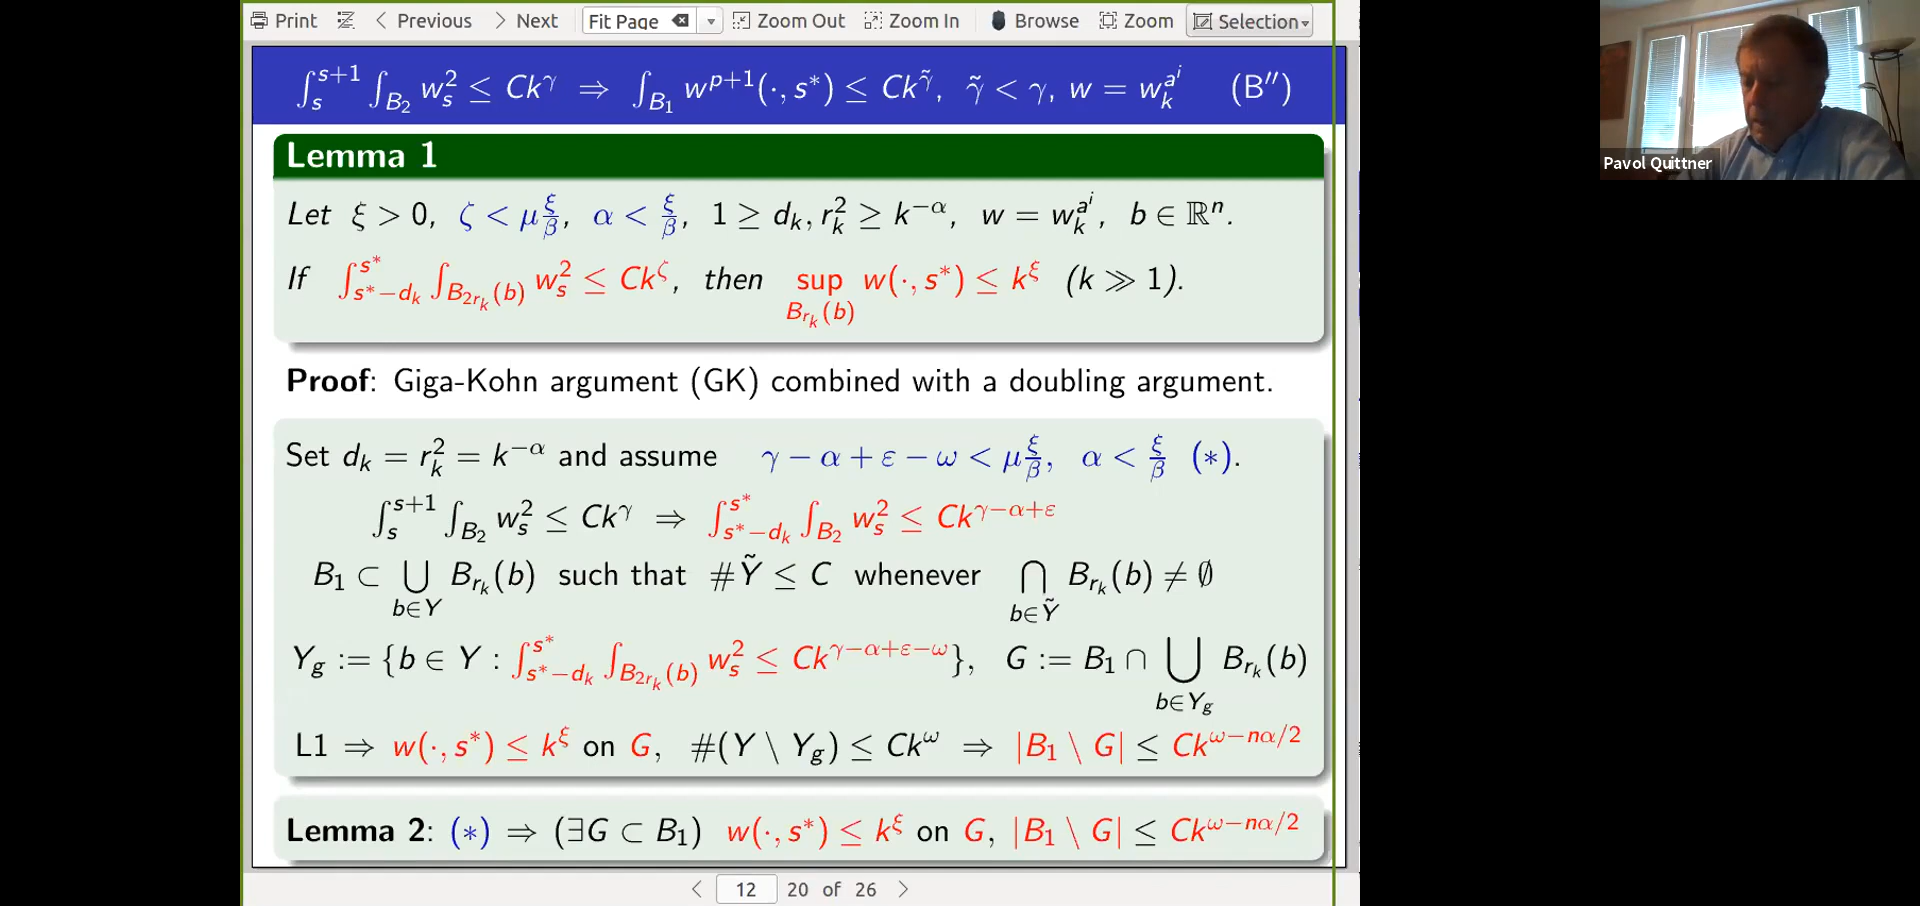 Print Previous Next Fit Page Zoom Out Zoom In Browse Zoom Selection
∫_s^{s+1} ∫_{B_2} w_s^2 ≤ Ck^γ ⇒ ∫_{B_1} w^{p+1}(·, s*) ≤ Ck^{γ̃}, γ̃ < γ, w = w_k^{a^i} (B″)
Lemma 1
Let ξ > 0, ζ < μ ξ/β, α < ξ/β, 1 ≥ d_k, r_k^2 ≥ k^{−α}, w = w_k^{a^i}, b ∈ ℝ^n.
If ∫_{s*−d_k}^{s*} ∫_{B_{2r_k}(b)} w_s^2 ≤ Ck^ζ, then sup_{B_{r_k}(b)} w(·, s*) ≤ k^ξ (k ≫ 1).
Proof: Giga-Kohn argument (GK) combined with a doubling argument.
Set d_k = r_k^2 = k^{−α} and assume γ − α + ε − ω < μ ξ/β, α < ξ/β (∗).
∫_s^{s+1} ∫_{B_2} w_s^2 ≤ Ck^γ ⇒ ∫_{s*−d_k}^{s*} ∫_{B_2} w_s^2 ≤ Ck^{γ−α+ε}
B_1 ⊂ ⋃_{b∈Y} B_{r_k}(b) such that #Ỹ ≤ C whenever ⋂_{b∈Ỹ} B_{r_k}(b) ≠ ∅
Y_g := {b ∈ Y : ∫_{s*−d_k}^{s*} ∫_{B_{2r_k}(b)} w_s^2 ≤ Ck^{γ−α+ε−ω}}, G := B_1 ∩ ⋃_{b∈Y_g} B_{r_k}(b)
L1 ⇒ w(·, s*) ≤ k^ξ on G, #(Y \ Y_g) ≤ Ck^ω ⇒ |B_1 \ G| ≤ Ck^{ω−nα/2}
Lemma 2: (∗) ⇒ (∃G ⊂ B_1) w(·, s*) ≤ k^ξ on G, |B_1 \ G| ≤ Ck^{ω−nα/2}
12 20 of 26
Pavol Quittner